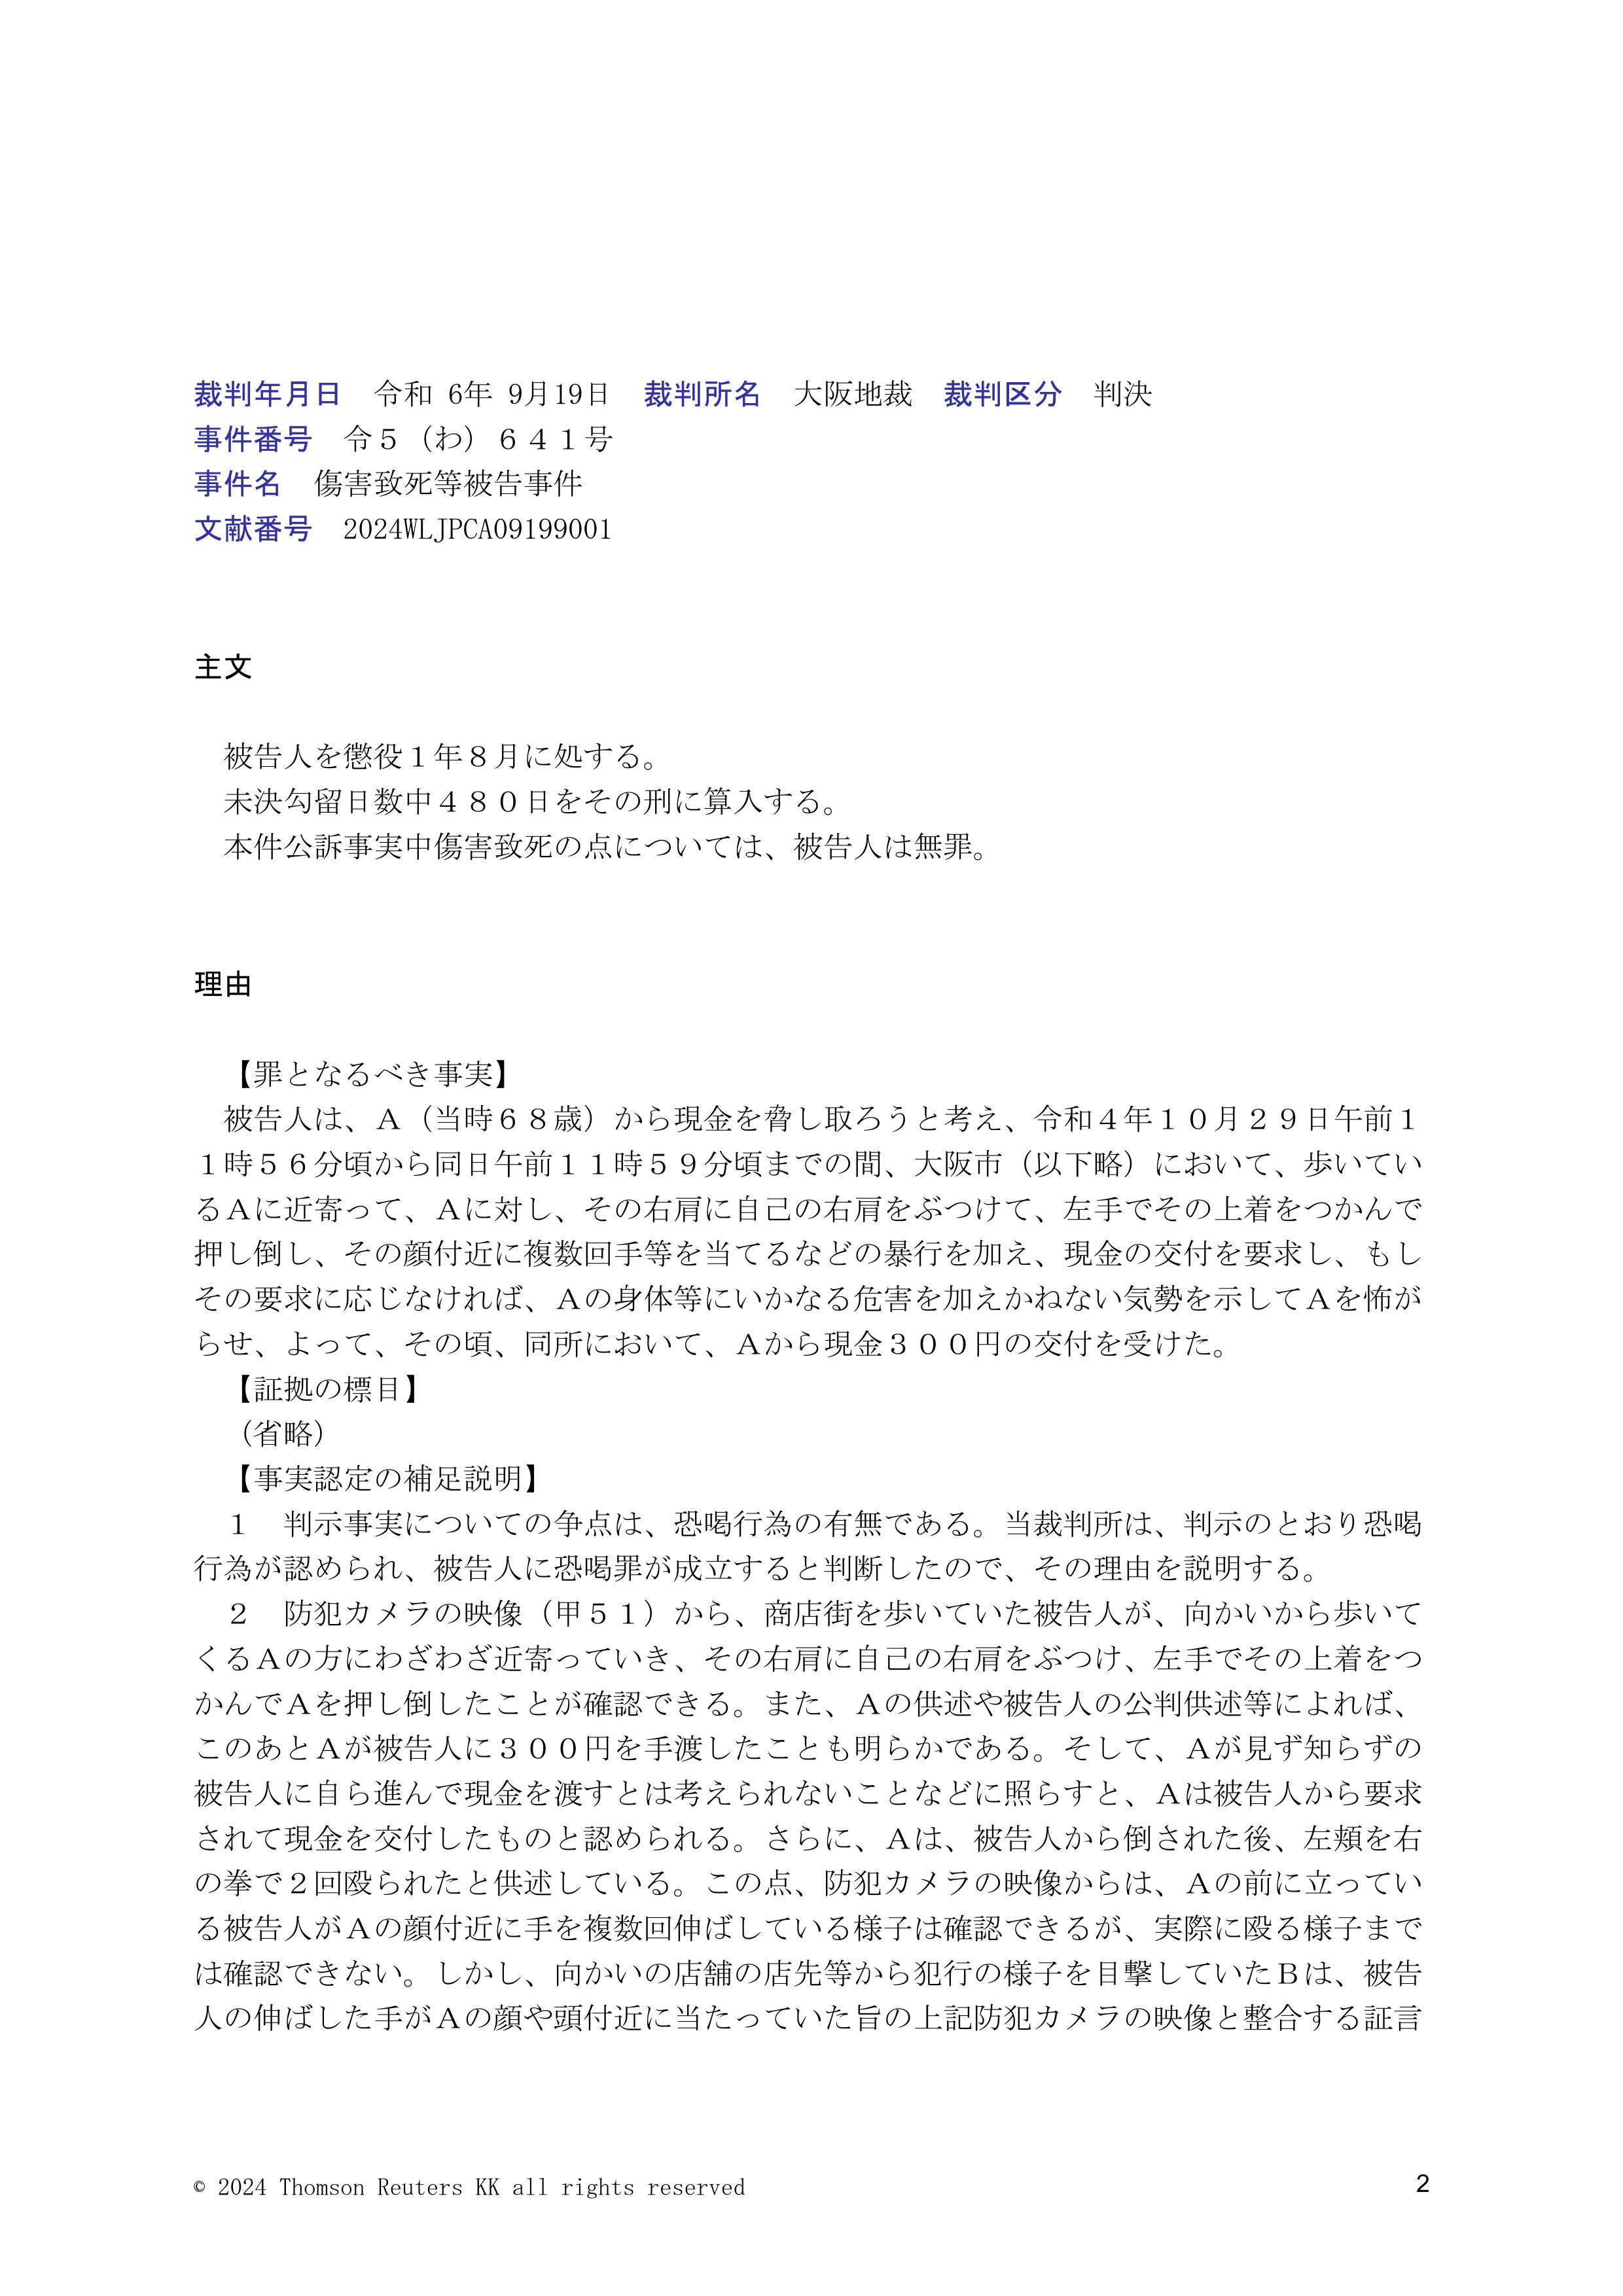 裁判年月日　令和 6年 9月19日　裁判所名　大阪地裁　裁判区分　判決
事件番号　令５（わ）６４１号
事件名　傷害致死等被告事件
文献番号　2024WLJPCA09199001
主文
被告人を懲役１年８月に処する。
未決勾留日数中４８０日をその刑に算入する。
本件公訴事実中傷害致死の点については、被告人は無罪。
理由
【罪となるべき事実】
被告人は、Ａ（当時６８歳）から現金を脅し取ろうと考え、令和４年１０月２９日午前１
１時５６分頃から同日午前１１時５９分頃までの間、大阪市（以下略）において、歩いてい
るＡに近寄って、Ａに対し、その右肩に自己の右肩をぶつけて、左手でその上着をつかんで
押し倒し、その顔付近に複数回手等を当てるなどの暴行を加え、現金の交付を要求し、もし
その要求に応じなければ、Ａの身体等にいかなる危害を加えかねない気勢を示してＡを怖が
らせ、よって、その頃、同所において、Ａから現金３００円の交付を受けた。
【証拠の標目】
（省略）
【事実認定の補足説明】
１　判示事実についての争点は、恐喝行為の有無である。当裁判所は、判示のとおり恐喝
行為が認められ、被告人に恐喝罪が成立すると判断したので、その理由を説明する。
２　防犯カメラの映像（甲５１）から、商店街を歩いていた被告人が、向かいから歩いて
くるＡの方にわざわざ近寄っていき、その右肩に自己の右肩をぶつけ、左手でその上着をつ
かんでＡを押し倒したことが確認できる。また、Ａの供述や被告人の公判供述等によれば、
このあとＡが被告人に３００円を手渡したことも明らかである。そして、Ａが見ず知らずの
被告人に自ら進んで現金を渡すとは考えられないことなどに照らすと、Ａは被告人から要求
されて現金を交付したものと認められる。さらに、Ａは、被告人から倒された後、左頬を右
の拳で２回殴られたと供述している。この点、防犯カメラの映像からは、Ａの前に立ってい
る被告人がＡの顔付近に手を複数回伸ばしている様子は確認できるが、実際に殴る様子まで
は確認できない。しかし、向かいの店舗の店先等から犯行の様子を目撃していたＢは、被告
人の伸ばした手がＡの顔や頭付近に当たっていた旨の上記防犯カメラの映像と整合する証言
© 2024 Thomson Reuters KK all rights reserved
2